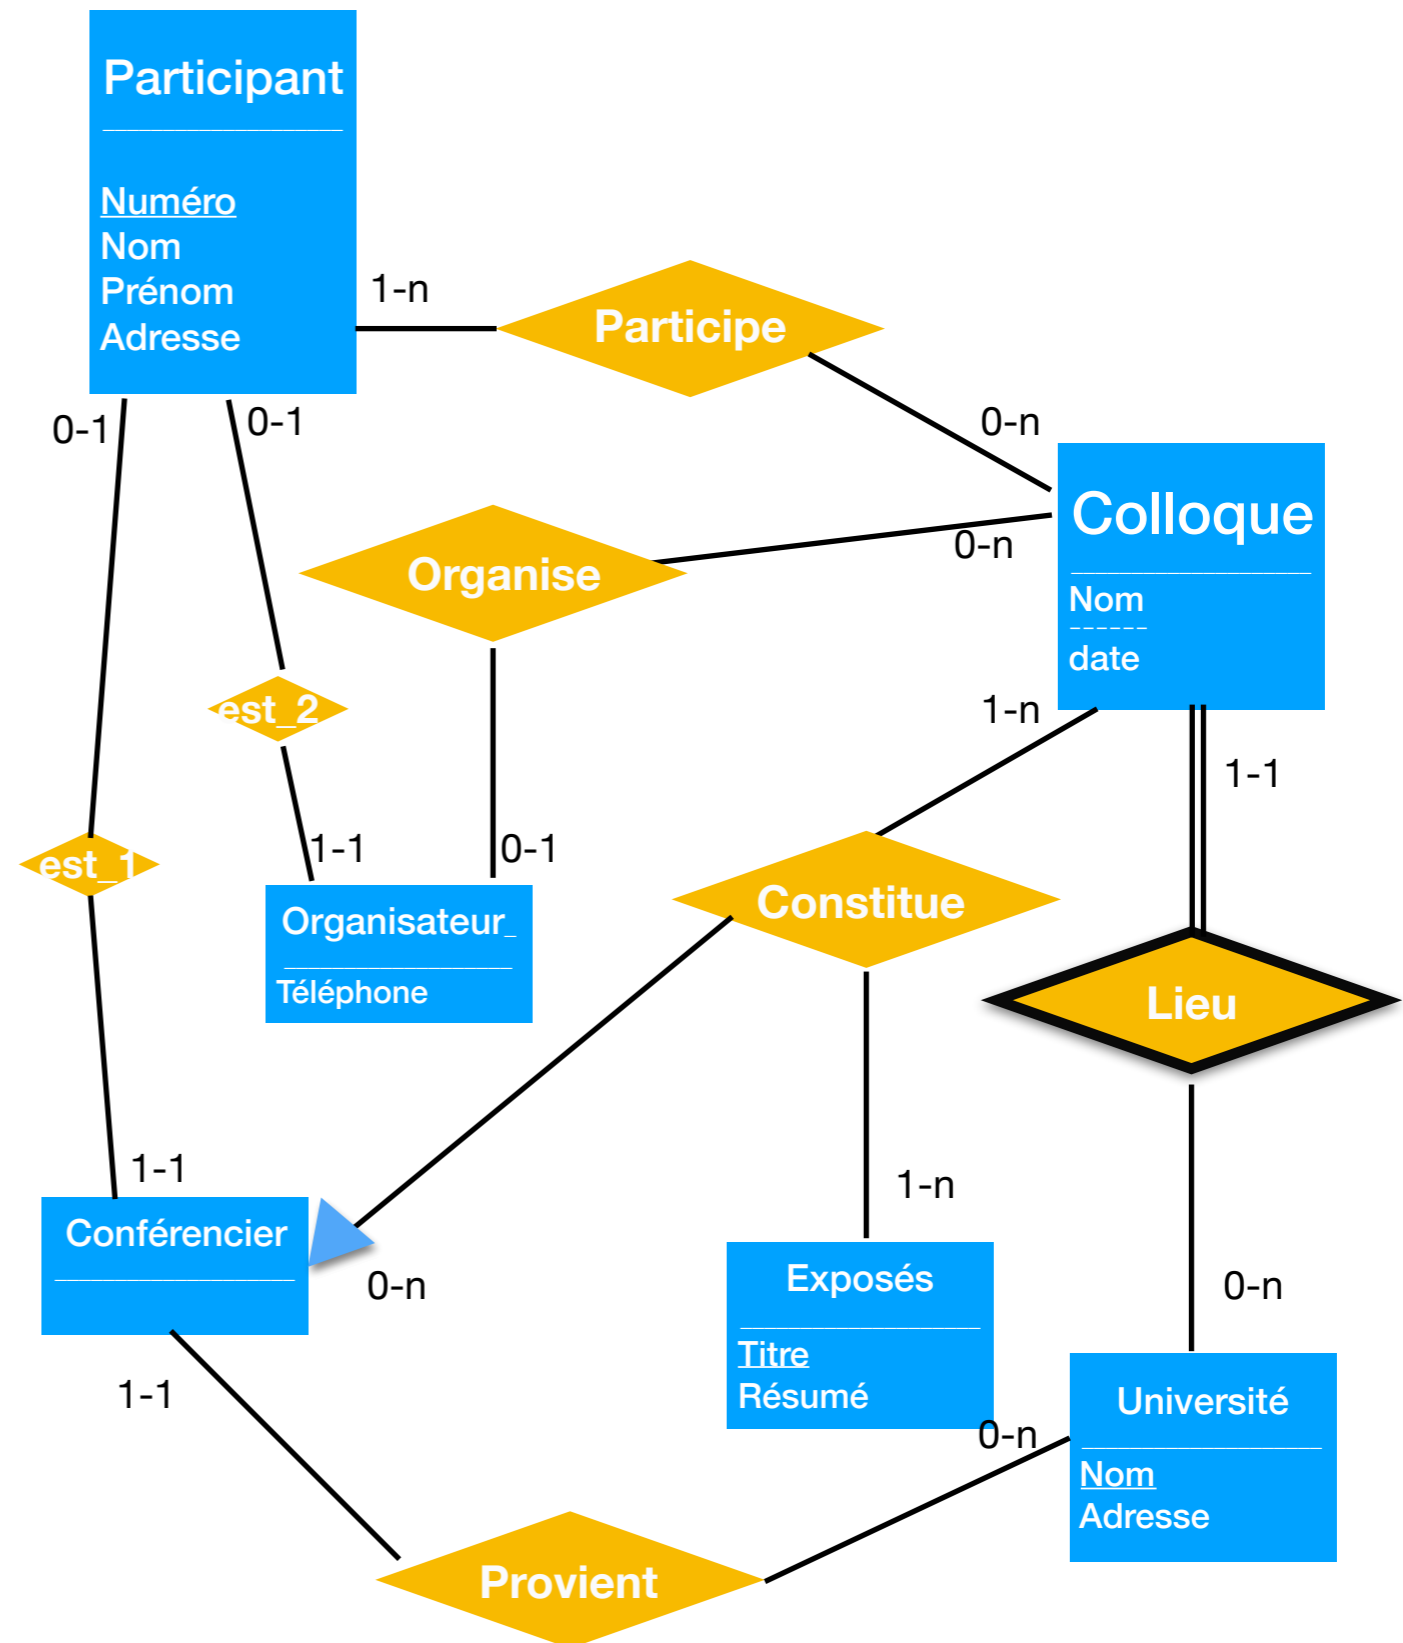 Participant
Numéro
Nom
Prénom
Adresse
1-n
Participe
0-1
0-1
0-n
Colloque
Nom
date
Organise
0-n
est_2
1-n
1-1
est_1
1-1
0-1
Organisateur_
Téléphone
Constitue
Lieu
1-1
Conférencier
0-n
1-n
Exposés
Titre
Résumé
0-n
1-1
0-n
Université
Nom
Adresse
Provient